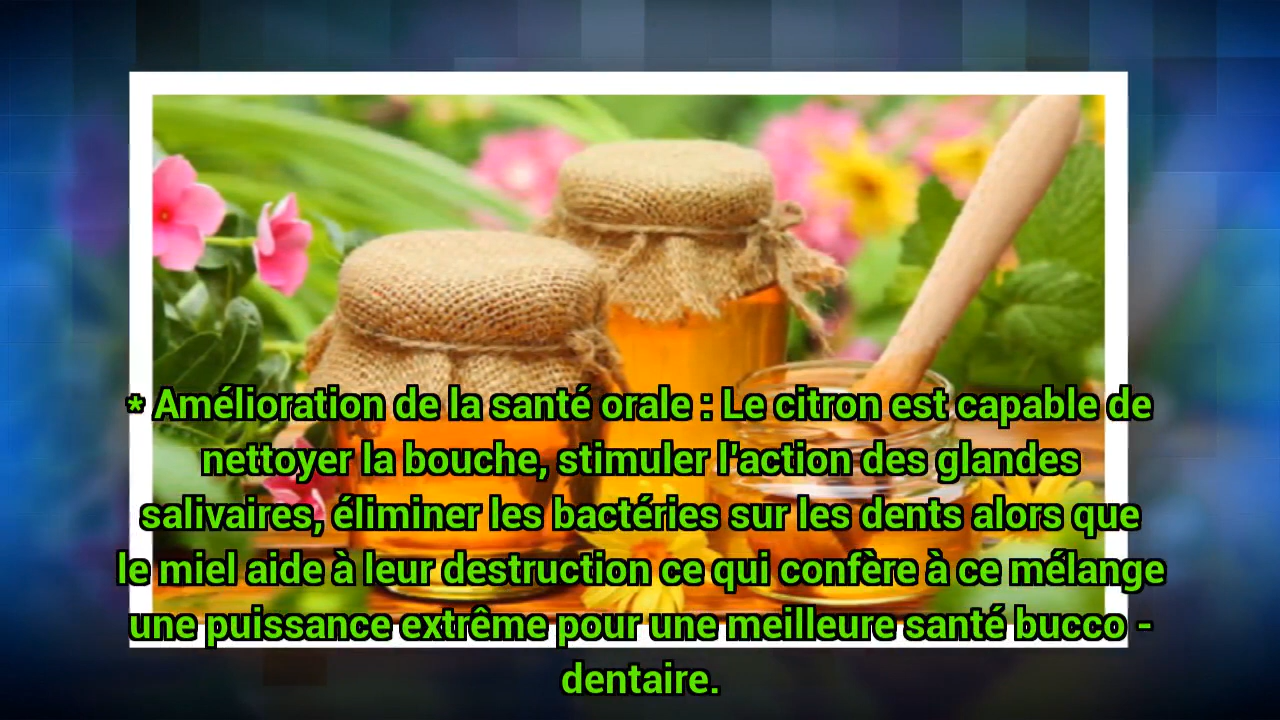 * Amélioration de la santé orale : Le citron est capable de
nettoyer la bouche, stimuler l'action des glandes
salivaires, éliminer les bactéries sur les dents alors que
le miel aide à leur destruction ce qui confère à ce mélange
une puissance extrême pour une meilleure santé bucco -
dentaire.